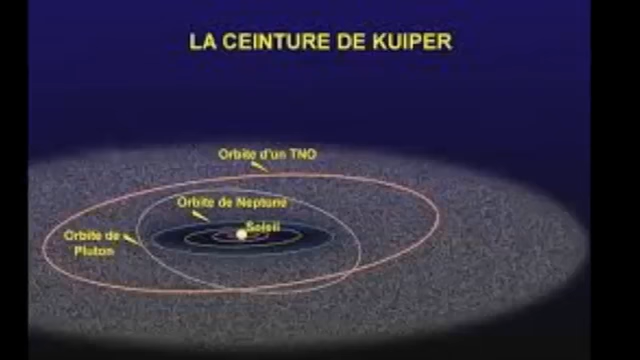 LA CEINTURE DE KUIPER
Orbite d'un TNO
Orbite de Neptune
Soleil
Orbite de
Pluton